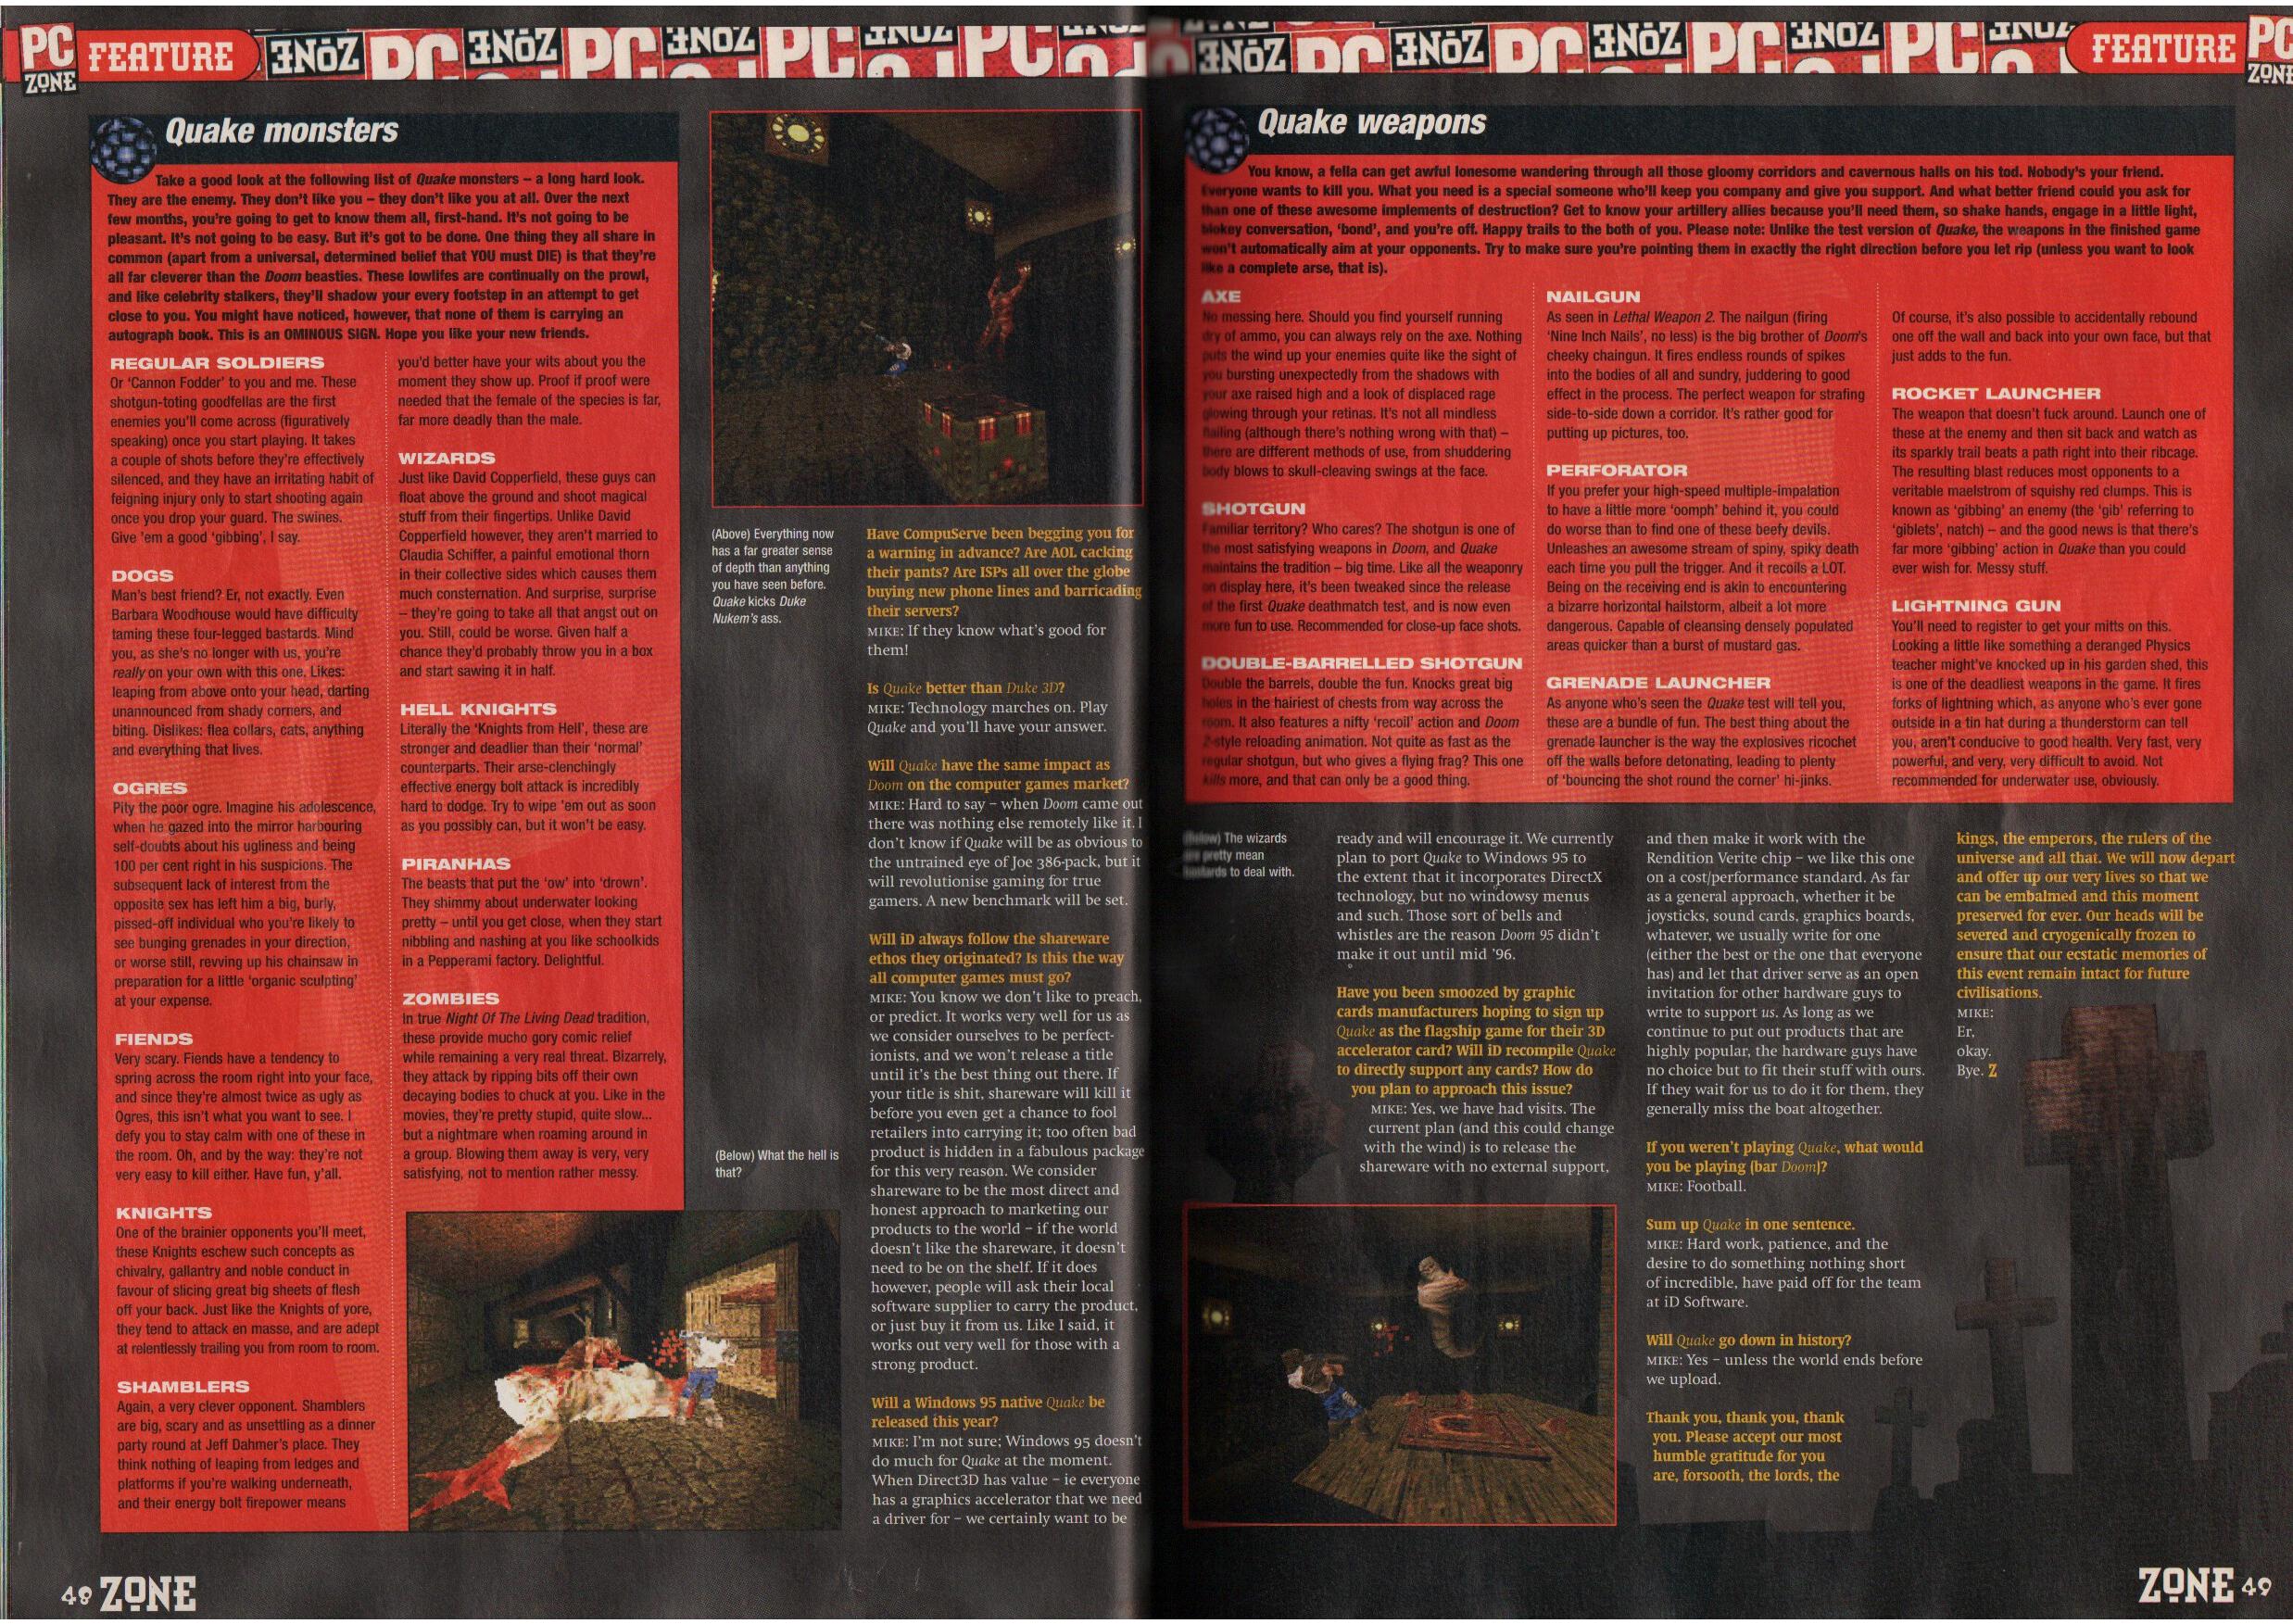 PC ZONE
FEATURE
Quake monsters
Take a good look at the following list of Quake monsters – a long hard look.
They are the enemy. They don't like you – they don't like you at all. Over the next
few months, you're going to get to know them all, first-hand. It's not going to be
pleasant. It's not going to be easy. But it's got to be done. One thing they all share in
common (apart from a universal, determined belief that YOU must DIE) is that they're
all far cleverer than the Doom beasties. These lowlifes are continually on the prowl,
and like celebrity stalkers, they'll shadow your every footstep in an attempt to get
close to you. You might have noticed, however, that none of them is carrying an
autograph book. This is an OMINOUS SIGN. Hope you like your new friends.
REGULAR SOLDIERS
Or 'Cannon Fodder' to you and me. These
shotgun-toting goodfellas are the first
enemies you'll come across (figuratively
speaking) once you start playing. It takes
a couple of shots before they're effectively
silenced, and they have an irritating habit of
feigning injury only to start shooting again
once you drop your guard. The swines.
Give 'em a good 'gibbing', I say.
DOGS
Man's best friend? Er, not exactly. Even
Barbara Woodhouse would have difficulty
taming these four-legged bastards. Mind
you, as she's no longer with us, you're
really on your own with this one. Likes:
leaping from above onto your head, darting
unannounced from shady corners, and
biting. Dislikes: flea collars, cats, anything
and everything that lives.
OGRES
Pity the poor ogre. Imagine his adolescence,
when he gazed into the mirror harbouring
self-doubts about his ugliness and being
100 per cent right in his suspicions. The
subsequent lack of interest from the
opposite sex has left him a big, burly,
pissed-off individual who you're likely to
see bunging grenades in your direction,
or worse still, revving up his chainsaw in
preparation for a little 'organic sculpting'
at your expense.
FIENDS
Very scary. Fiends have a tendency to
spring across the room right into your face,
and since they're almost twice as ugly as
Ogres, this isn't what you want to see. I
defy you to stay calm with one of these in
the room. Oh, and by the way: they're not
very easy to kill either. Have fun, y'all.
KNIGHTS
One of the brainier opponents you'll meet,
these Knights eschew such concepts as
chivalry, gallantry and noble conduct in
favour of slicing great big sheets of flesh
off your back. Just like the Knights of yore,
they tend to attack en masse, and are adept
at relentlessly trailing you from room to room.
SHAMBLERS
Again, a very clever opponent. Shamblers
are big, scary and as unsettling as a dinner
party round at Jeff Dahmer's place. They
think nothing of leaping from ledges and
platforms if you're walking underneath,
and their energy bolt firepower means
you'd better have your wits about you the
moment they show up. Proof if proof were
needed that the female of the species is far,
far more deadly than the male.
WIZARDS
Just like David Copperfield, these guys can
float above the ground and shoot magical
stuff from their fingertips. Unlike David
Copperfield however, they aren't married to
Claudia Schiffer, a painful emotional thorn
in their collective sides which causes them
much consternation. And surprise, surprise
– they're going to take all that angst out on
you. Still, could be worse. Given half a
chance they'd probably throw you in a box
and start sawing it in half.
HELL KNIGHTS
Literally the 'Knights from Hell', these are
stronger and deadlier than their 'normal'
counterparts. Their arse-clenchingly
effective energy bolt attack is incredibly
hard to dodge. Try to wipe 'em out as soon
as you possibly can, but it won't be easy.
PIRANHAS
The beasts that put the 'ow' into 'drown'.
They shimmy about underwater looking
pretty – until you get close, when they start
nibbling and nashing at you like schoolkids
in a Pepperami factory. Delightful.
ZOMBIES
In true Night Of The Living Dead tradition,
these provide mucho gory comic relief
while remaining a very real threat. Bizarrely,
they attack by ripping bits off their own
decaying bodies to chuck at you. Like in the
movies, they're pretty stupid, quite slow...
but a nightmare when roaming around in
a group. Blowing them away is very, very
satisfying, not to mention rather messy.
(Above) Everything now
has a far greater sense
of depth than anything
you have seen before.
Quake kicks Duke
Nukem's ass.
(Below) What the hell is
that?
Have CompuServe been begging you for
a warning in advance? Are AOL cacking
their pants? Are ISPs all over the globe
buying new phone lines and barricading
their servers?
MIKE: If they know what's good for
them!
Is Quake better than Duke 3D?
MIKE: Technology marches on. Play
Quake and you'll have your answer.
Will Quake have the same impact as
Doom on the computer games market?
MIKE: Hard to say – when Doom came out
there was nothing else remotely like it. I
don't know if Quake will be as obvious to
the untrained eye of Joe 386-pack, but it
will revolutionise gaming for true
gamers. A new benchmark will be set.
Will iD always follow the shareware
ethos they originated? Is this the way
all computer games must go?
MIKE: You know we don't like to preach,
or predict. It works very well for us as
we consider ourselves to be perfect-
ionists, and we won't release a title
until it's the best thing out there. If
your title is shit, shareware will kill it
before you even get a chance to fool
retailers into carrying it; too often bad
product is hidden in a fabulous package
for this very reason. We consider
shareware to be the most direct and
honest approach to marketing our
products to the world – if the world
doesn't like the shareware, it doesn't
need to be on the shelf. If it does
however, people will ask their local
software supplier to carry the product,
or just buy it from us. Like I said, it
works out very well for those with a
strong product.
Will a Windows 95 native Quake be
released this year?
MIKE: I'm not sure; Windows 95 doesn't
do much for Quake at the moment.
When Direct3D has value – ie everyone
has a graphics accelerator that we need
a driver for – we certainly want to be
48 ZONE
FEATURE
PC ZONE
Quake weapons
You know, a fella can get awful lonesome wandering through all those gloomy corridors and cavernous halls on his tod. Nobody's your friend.
Everyone wants to kill you. What you need is a special someone who'll keep you company and give you support. And what better friend could you ask for
than one of these awesome implements of destruction? Get to know your artillery allies because you'll need them, so shake hands, engage in a little light,
blokey conversation, 'bond', and you're off. Happy trails to the both of you. Please note: Unlike the test version of Quake, the weapons in the finished game
won't automatically aim at your opponents. Try to make sure you're pointing them in exactly the right direction before you let rip (unless you want to look
like a complete arse, that is).
AXE
No messing here. Should you find yourself running
dry of ammo, you can always rely on the axe. Nothing
puts the wind up your enemies quite like the sight of
you bursting unexpectedly from the shadows with
your axe raised high and a look of displaced rage
glowing through your retinas. It's not all mindless
flailing (although there's nothing wrong with that) –
there are different methods of use, from shuddering
body blows to skull-cleaving swings at the face.
SHOTGUN
Familiar territory? Who cares? The shotgun is one of
the most satisfying weapons in Doom, and Quake
maintains the tradition – big time. Like all the weaponry
on display here, it's been tweaked since the release
of the first Quake deathmatch test, and is now even
more fun to use. Recommended for close-up face shots.
DOUBLE-BARRELLED SHOTGUN
Double the barrels, double the fun. Knocks great big
holes in the hairiest of chests from way across the
room. It also features a nifty 'recoil' action and Doom
2-style reloading animation. Not quite as fast as the
regular shotgun, but who gives a flying frag? This one
kills more, and that can only be a good thing.
NAILGUN
As seen in Lethal Weapon 2. The nailgun (firing
'Nine Inch Nails', no less) is the big brother of Doom's
cheeky chaingun. It fires endless rounds of spikes
into the bodies of all and sundry, juddering to good
effect in the process. The perfect weapon for strafing
side-to-side down a corridor. It's rather good for
putting up pictures, too.
PERFORATOR
If you prefer your high-speed multiple-impalation
to have a little more 'oomph' behind it, you could
do worse than to find one of these beefy devils.
Unleashes an awesome stream of spiny, spiky death
each time you pull the trigger. And it recoils a LOT.
Being on the receiving end is akin to encountering
a bizarre horizontal hailstorm, albeit a lot more
dangerous. Capable of cleansing densely populated
areas quicker than a burst of mustard gas.
GRENADE LAUNCHER
As anyone who's seen the Quake test will tell you,
these are a bundle of fun. The best thing about the
grenade launcher is the way the explosives ricochet
off the walls before detonating, leading to plenty
of 'bouncing the shot round the corner' hi-jinks.
Of course, it's also possible to accidentally rebound
one off the wall and back into your own face, but that
just adds to the fun.
ROCKET LAUNCHER
The weapon that doesn't fuck around. Launch one of
these at the enemy and then sit back and watch as
its sparkly trail beats a path right into their ribcage.
The resulting blast reduces most opponents to a
veritable maelstrom of squishy red clumps. This is
known as 'gibbing' an enemy (the 'gib' referring to
'giblets', natch) – and the good news is that there's
far more 'gibbing' action in Quake than you could
ever wish for. Messy stuff.
LIGHTNING GUN
You'll need to register to get your mitts on this.
Looking a little like something a deranged Physics
teacher might've knocked up in his garden shed, this
is one of the deadliest weapons in the game. It fires
forks of lightning which, as anyone who's ever gone
outside in a tin hat during a thunderstorm can tell
you, aren't conducive to good health. Very fast, very
powerful, and very, very difficult to avoid. Not
recommended for underwater use, obviously.
(Below) The wizards
are pretty mean
bastards to deal with.
ready and will encourage it. We currently
plan to port Quake to Windows 95 to
the extent that it incorporates DirectX
technology, but no windowsy menus
and such. Those sort of bells and
whistles are the reason Doom 95 didn't
make it out until mid '96.
Have you been smoozed by graphic
cards manufacturers hoping to sign up
Quake as the flagship game for their 3D
accelerator card? Will iD recompile Quake
to directly support any cards? How do
you plan to approach this issue?
MIKE: Yes, we have had visits. The
current plan (and this could change
with the wind) is to release the
shareware with no external support,
and then make it work with the
Rendition Verite chip – we like this one
on a cost/performance standard. As far
as a general approach, whether it be
joysticks, sound cards, graphics boards,
whatever, we usually write for one
(either the best or the one that everyone
has) and let that driver serve as an open
invitation for other hardware guys to
write to support us. As long as we
continue to put out products that are
highly popular, the hardware guys have
no choice but to fit their stuff with ours.
If they wait for us to do it for them, they
generally miss the boat altogether.
If you weren't playing Quake, what would
you be playing (bar Doom)?
MIKE: Football.
Sum up Quake in one sentence.
MIKE: Hard work, patience, and the
desire to do something nothing short
of incredible, have paid off for the team
at iD Software.
Will Quake go down in history?
MIKE: Yes – unless the world ends before
we upload.
Thank you, thank you, thank
you. Please accept our most
humble gratitude for you
are, forsooth, the lords, the
kings, the emperors, the rulers of the
universe and all that. We will now depart
and offer up our very lives so that we
can be embalmed and this moment
preserved for ever. Our heads will be
severed and cryogenically frozen to
ensure that our ecstatic memories of
this event remain intact for future
civilisations.
MIKE:
Er,
okay.
Bye. Z
ZONE 49